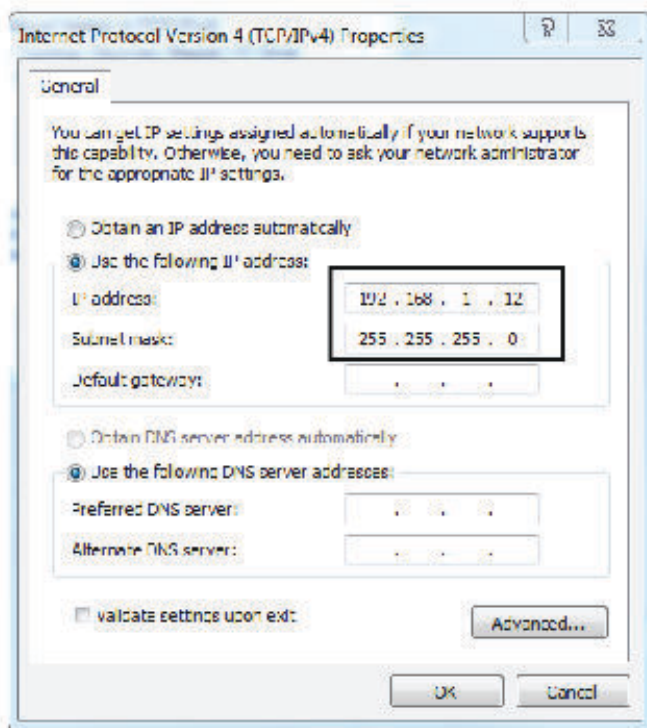 Internet Protocol Version 4 (TCP/IPv4) Properties
General
You can get IP settings assigned automatically if your network supports
this capability. Otherwise, you need to ask your network administrator
for the appropriate IP settings.
Obtain an IP address automatically
Use the following IP address:
IP address: 192 . 168 . 1 . 12
Subnet mask: 255 . 255 . 255 . 0
Default gateway: . . .
Obtain DNS server address automatically
Use the following DNS server addresses:
Preferred DNS server: . . .
Alternate DNS server: . . .
Validate settings upon exit
Advanced...
OK Cancel